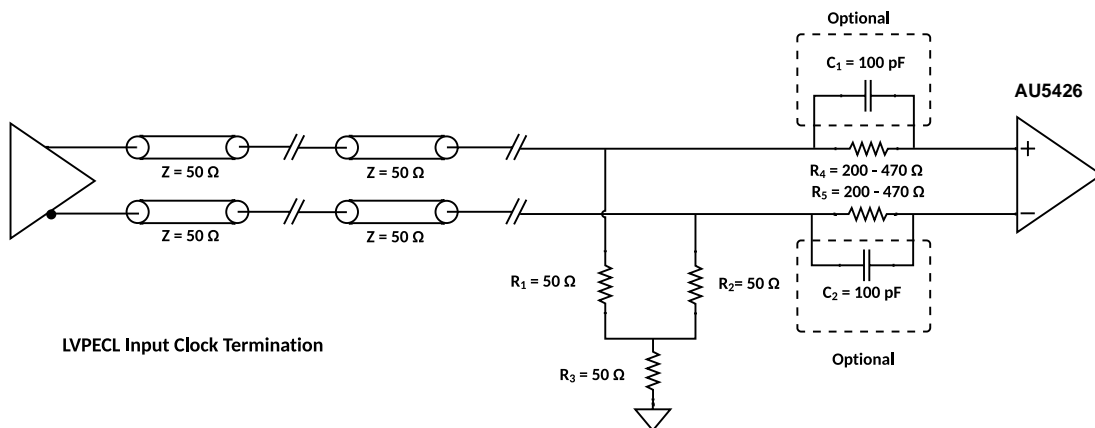 Optional
C₁ = 100 pF
AU5426
Z = 50 Ω
Z = 50 Ω
R₄ = 200 - 470 Ω
R₅ = 200 - 470 Ω
Z = 50 Ω
Z = 50 Ω
R₁ = 50 Ω
R₂= 50 Ω
C₂ = 100 pF
LVPECL Input Clock Termination
Optional
R₃ = 50 Ω